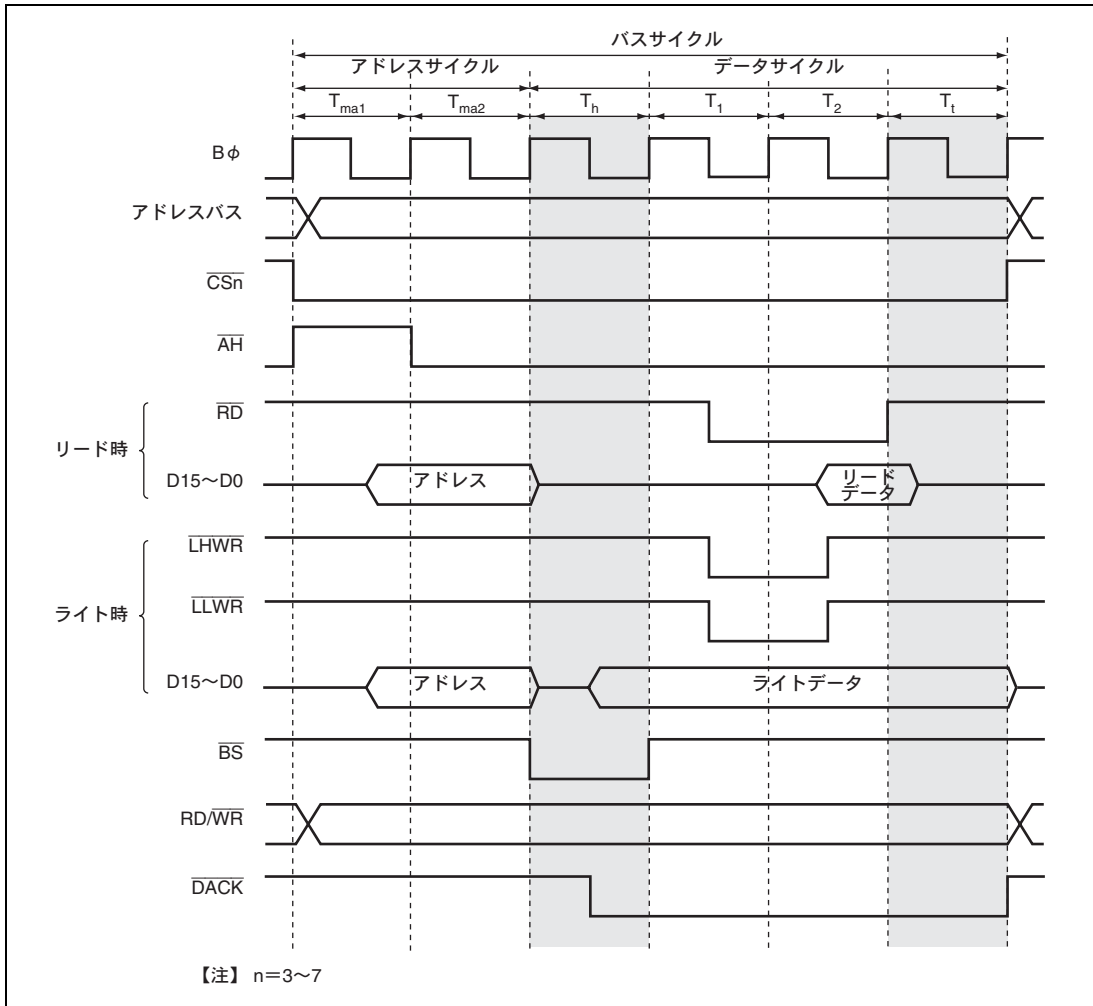 バスサイクル
アドレスサイクル データサイクル
Tma1 Tma2 Th T1 T2 Tt
Bφ
アドレスバス
CSn
AH
リード時
RD
D15～D0 アドレス リードデータ
ライト時
LHWR
LLWR
D15～D0 アドレス ライトデータ
BS
RD/WR
DACK
【注】 n＝3～7